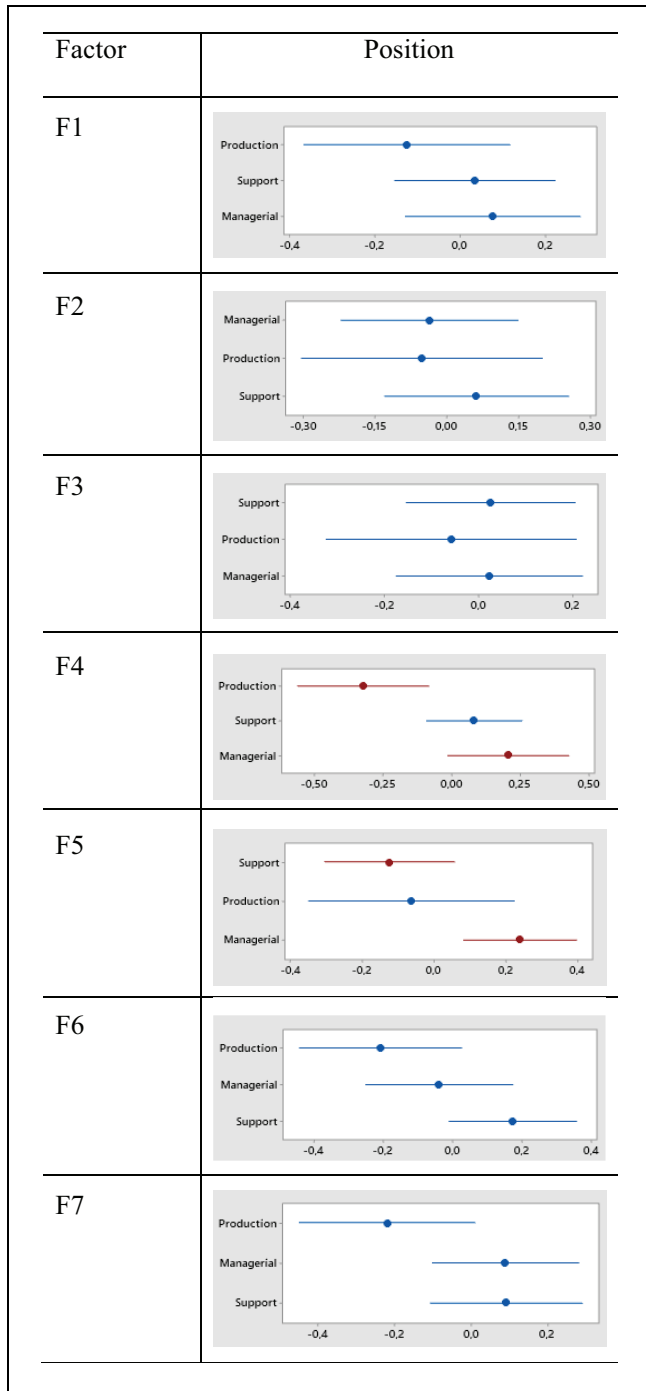 Factor Position
F1
Production
Support
Managerial
-0,4 -0,2 0,0 0,2
F2
Managerial
Production
Support
-0,30 -0,15 0,00 0,15 0,30
F3
Support
Production
Managerial
-0,4 -0,2 0,0 0,2
F4
Production
Support
Managerial
-0,50 -0,25 0,00 0,25 0,50
F5
Support
Production
Managerial
-0,4 -0,2 0,0 0,2 0,4
F6
Production
Managerial
Support
-0,4 -0,2 0,0 0,2 0,4
F7
Production
Managerial
Support
-0,4 -0,2 0,0 0,2